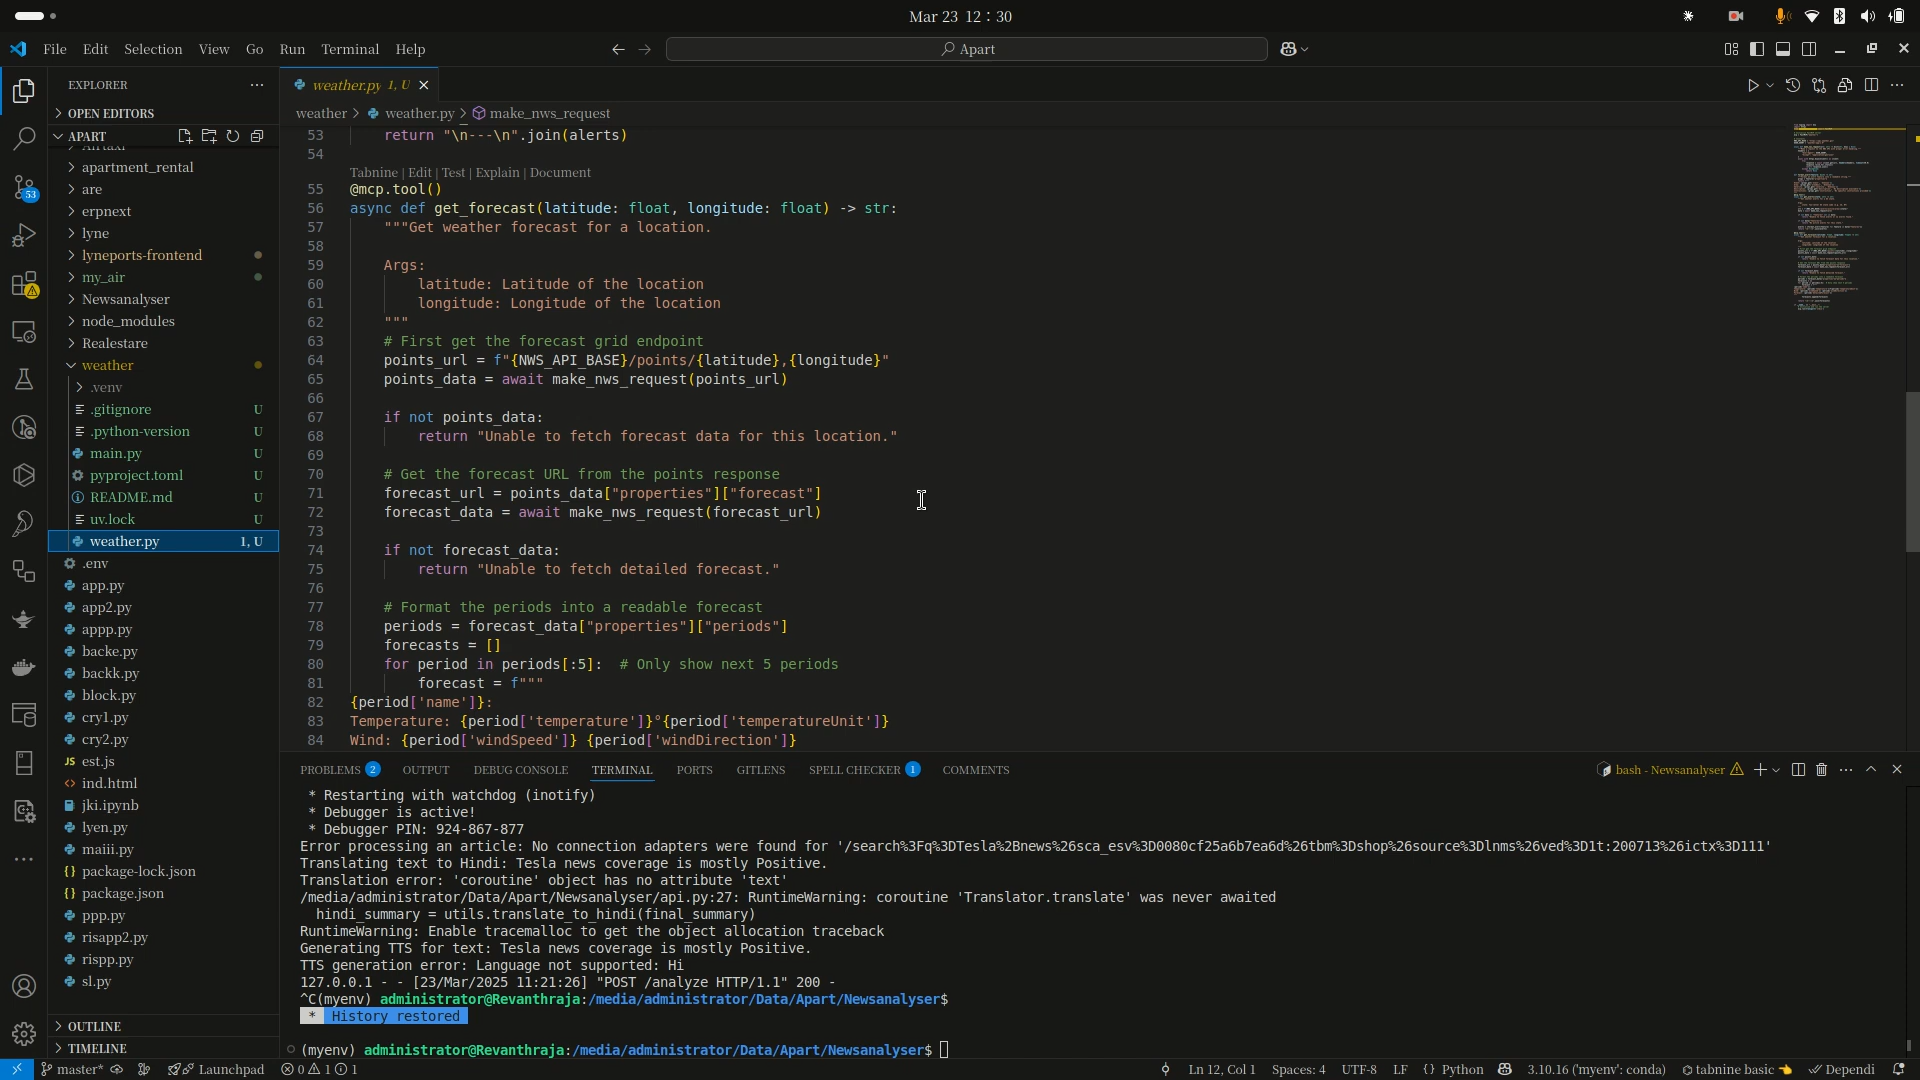 Mar 23 12:30
File Edit Selection View Go Run Terminal Help
Apart
EXPLORER
OPEN EDITORS
APART
apartment_rental
are
erpnext
lyne
lyneports-frontend
my_air
Newsanalyser
node_modules
Realestare
weather
.venv
.gitignore U
.python-version U
main.py U
pyproject.toml U
README.md U
uv.lock U
weather.py 1, U
.env
app.py
app2.py
appp.py
backe.py
backk.py
block.py
cry1.py
cry2.py
JS est.js
ind.html
jki.ipynb
lyen.py
maiii.py
package-lock.json
package.json
ppp.py
risapp2.py
rispp.py
sl.py
OUTLINE
TIMELINE
53
weather.py 1, U
weather > weather.py > make_nws_request
53 return "\n---\n".join(alerts)
54
Tabnine | Edit | Test | Explain | Document
55 @mcp.tool()
56 async def get_forecast(latitude: float, longitude: float) -> str:
57 """Get weather forecast for a location.
58
59 Args:
60 latitude: Latitude of the location
61 longitude: Longitude of the location
62 """
63 # First get the forecast grid endpoint
64 points_url = f"{NWS_API_BASE}/points/{latitude},{longitude}"
65 points_data = await make_nws_request(points_url)
66
67 if not points_data:
68 return "Unable to fetch forecast data for this location."
69
70 # Get the forecast URL from the points response
71 forecast_url = points_data["properties"]["forecast"]
72 forecast_data = await make_nws_request(forecast_url)
73
74 if not forecast_data:
75 return "Unable to fetch detailed forecast."
76
77 # Format the periods into a readable forecast
78 periods = forecast_data["properties"]["periods"]
79 forecasts = []
80 for period in periods[:5]: # Only show next 5 periods
81 forecast = f"""
82 {period['name']}:
83 Temperature: {period['temperature']}°{period['temperatureUnit']}
84 Wind: {period['windSpeed']} {period['windDirection']}
PROBLEMS 2 OUTPUT DEBUG CONSOLE TERMINAL PORTS GITLENS SPELL CHECKER 1 COMMENTS
bash - Newsanalyser
* Restarting with watchdog (inotify)
* Debugger is active!
* Debugger PIN: 924-867-877
Error processing an article: No connection adapters were found for '/search%3Fq%3DTesla%2Bnews%26sca_esv%3D0080cf25a6b7ea6d%26tbm%3Dshop%26source%3Dlnms%26ved%3D1t:200713%26ictx%3D111'
Translating text to Hindi: Tesla news coverage is mostly Positive.
Translation error: 'coroutine' object has no attribute 'text'
/media/administrator/Data/Apart/Newsanalyser/api.py:27: RuntimeWarning: coroutine 'Translator.translate' was never awaited
hindi_summary = utils.translate_to_hindi(final_summary)
RuntimeWarning: Enable tracemalloc to get the object allocation traceback
Generating TTS for text: Tesla news coverage is mostly Positive.
TTS generation error: Language not supported: Hi
127.0.0.1 - - [23/Mar/2025 11:21:26] "POST /analyze HTTP/1.1" 200 -
^C(myenv) administrator@Revanthraja:/media/administrator/Data/Apart/Newsanalyser$
* History restored
(myenv) administrator@Revanthraja:/media/administrator/Data/Apart/Newsanalyser$
master* Launchpad 0 1 1 Ln 12, Col 1 Spaces: 4 UTF-8 LF {} Python 3.10.16 ('myenv': conda) tabnine basic Dependi